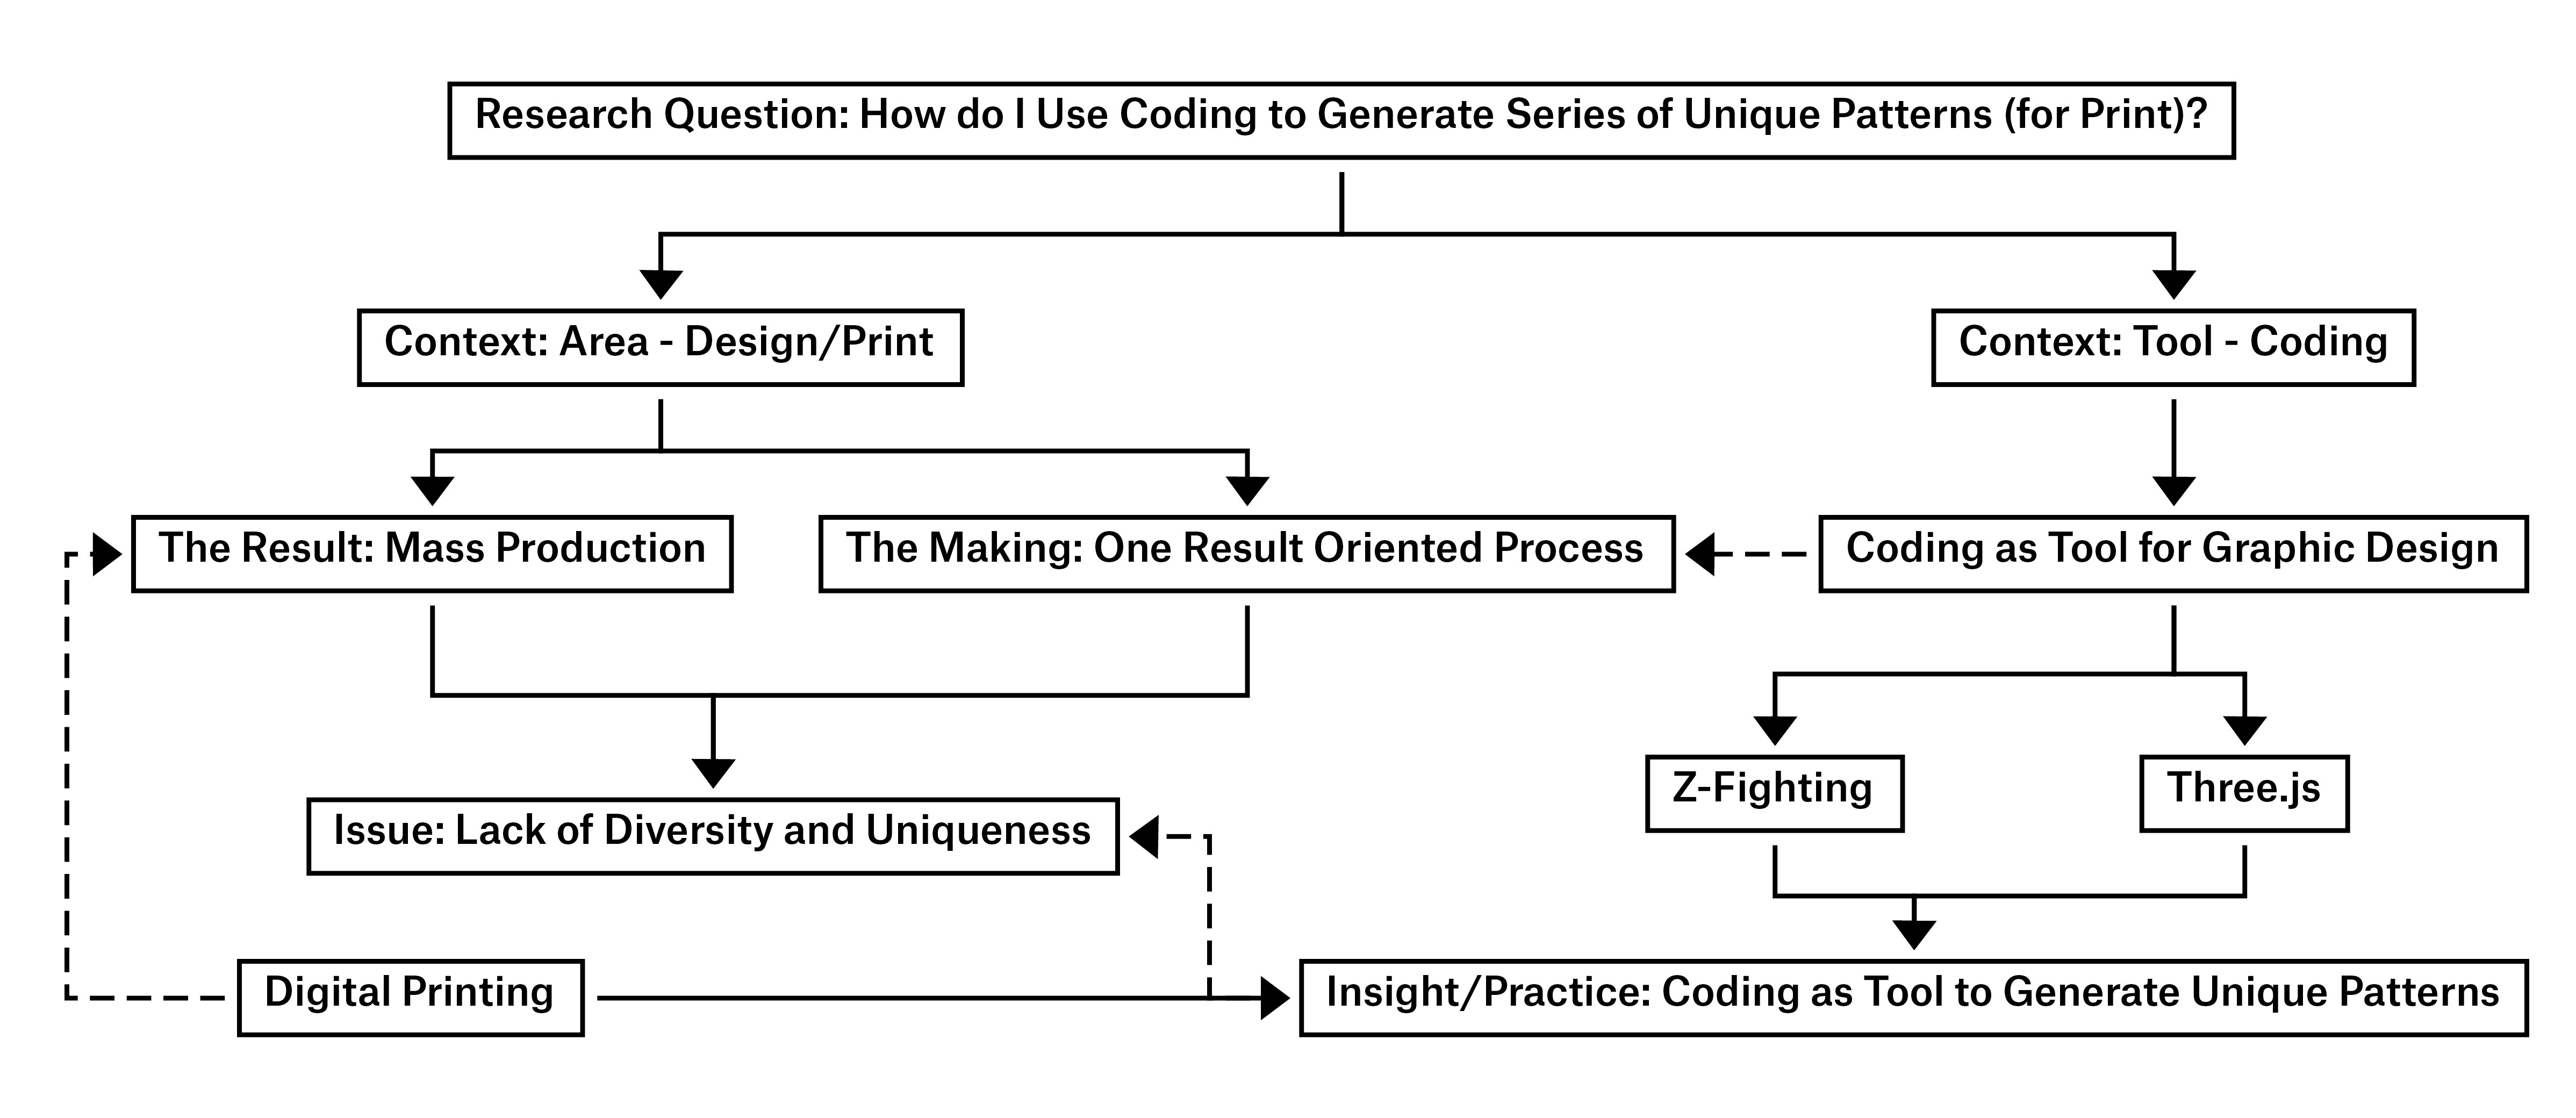 Research Question: How do I Use Coding to Generate Series of Unique Patterns (for Print)?
Context: Area - Design/Print
Context: Tool - Coding
The Result: Mass Production
The Making: One Result Oriented Process
Coding as Tool for Graphic Design
Z-Fighting
Three.js
Issue: Lack of Diversity and Uniqueness
Digital Printing
Insight/Practice: Coding as Tool to Generate Unique Patterns